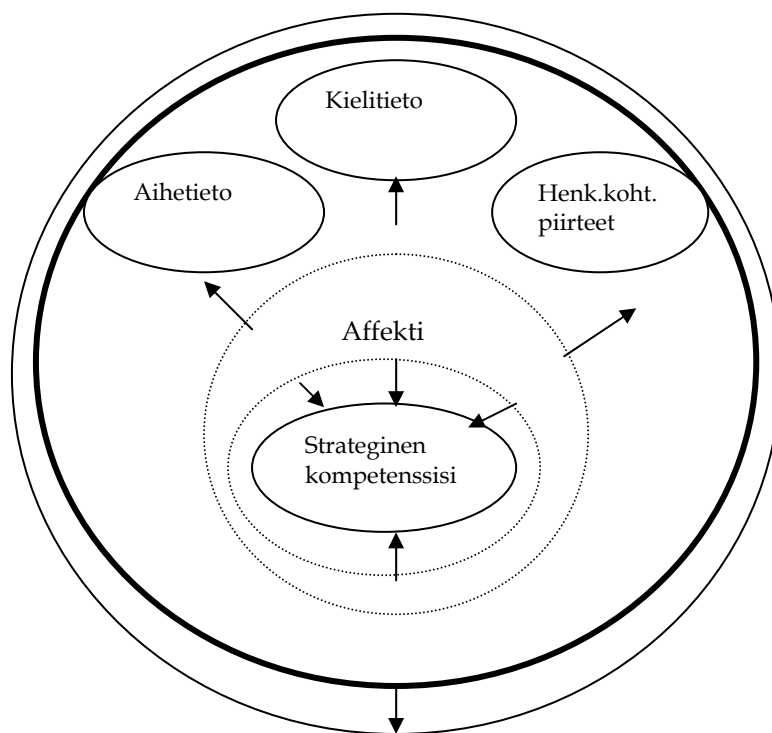 Kielitieto
Aihetieto
Henk.koht.
piirteet
Affekti
Strateginen
kompetenssisi